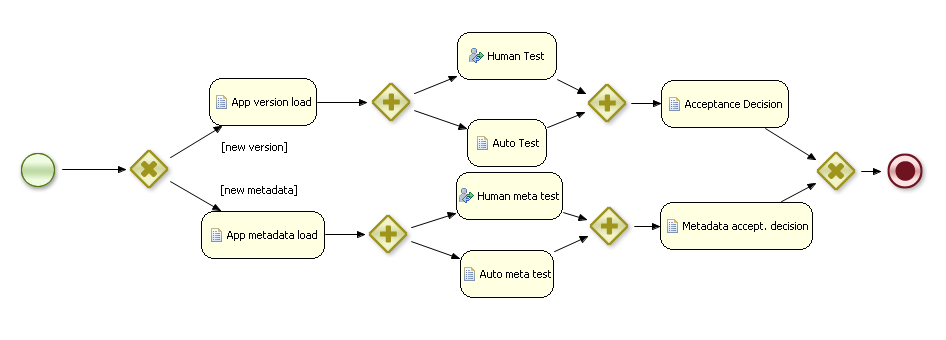 Human Test
App version load
Acceptance Decision
Auto Test
[new version]
[new metadata]
Human meta test
App metadata load
Metadata accept. decision
Auto meta test